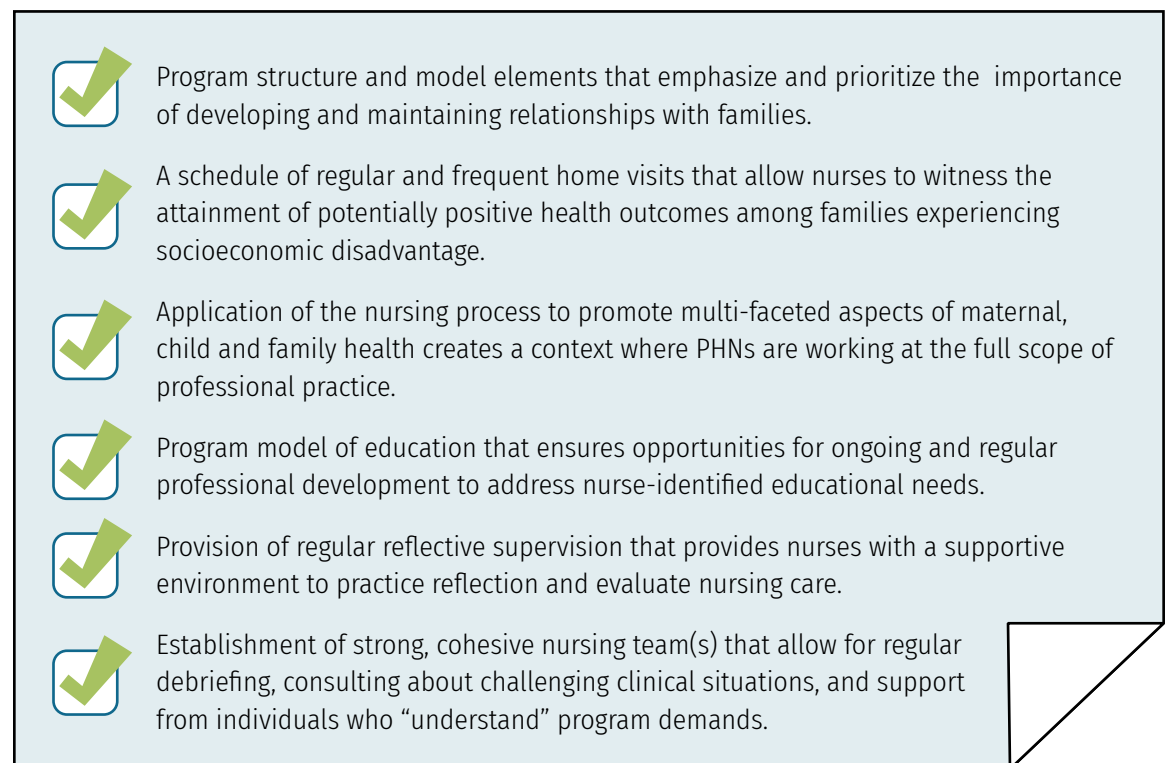 Program structure and model elements that emphasize and prioritize the  importance
of developing and maintaining relationships with families.
A schedule of regular and frequent home visits that allow nurses to witness the
attainment of potentially positive health outcomes among families experiencing
socioeconomic disadvantage.
Application of the nursing process to promote multi-faceted aspects of maternal,
child and family health creates a context where PHNs are working at the full scope of
professional practice.
Program model of education that ensures opportunities for ongoing and regular
professional development to address nurse-identified educational needs.
Provision of regular reflective supervision that provides nurses with a supportive
environment to practice reflection and evaluate nursing care.
Establishment of strong, cohesive nursing team(s) that allow for regular
debriefing, consulting about challenging clinical situations, and support
from individuals who “understand” program demands.